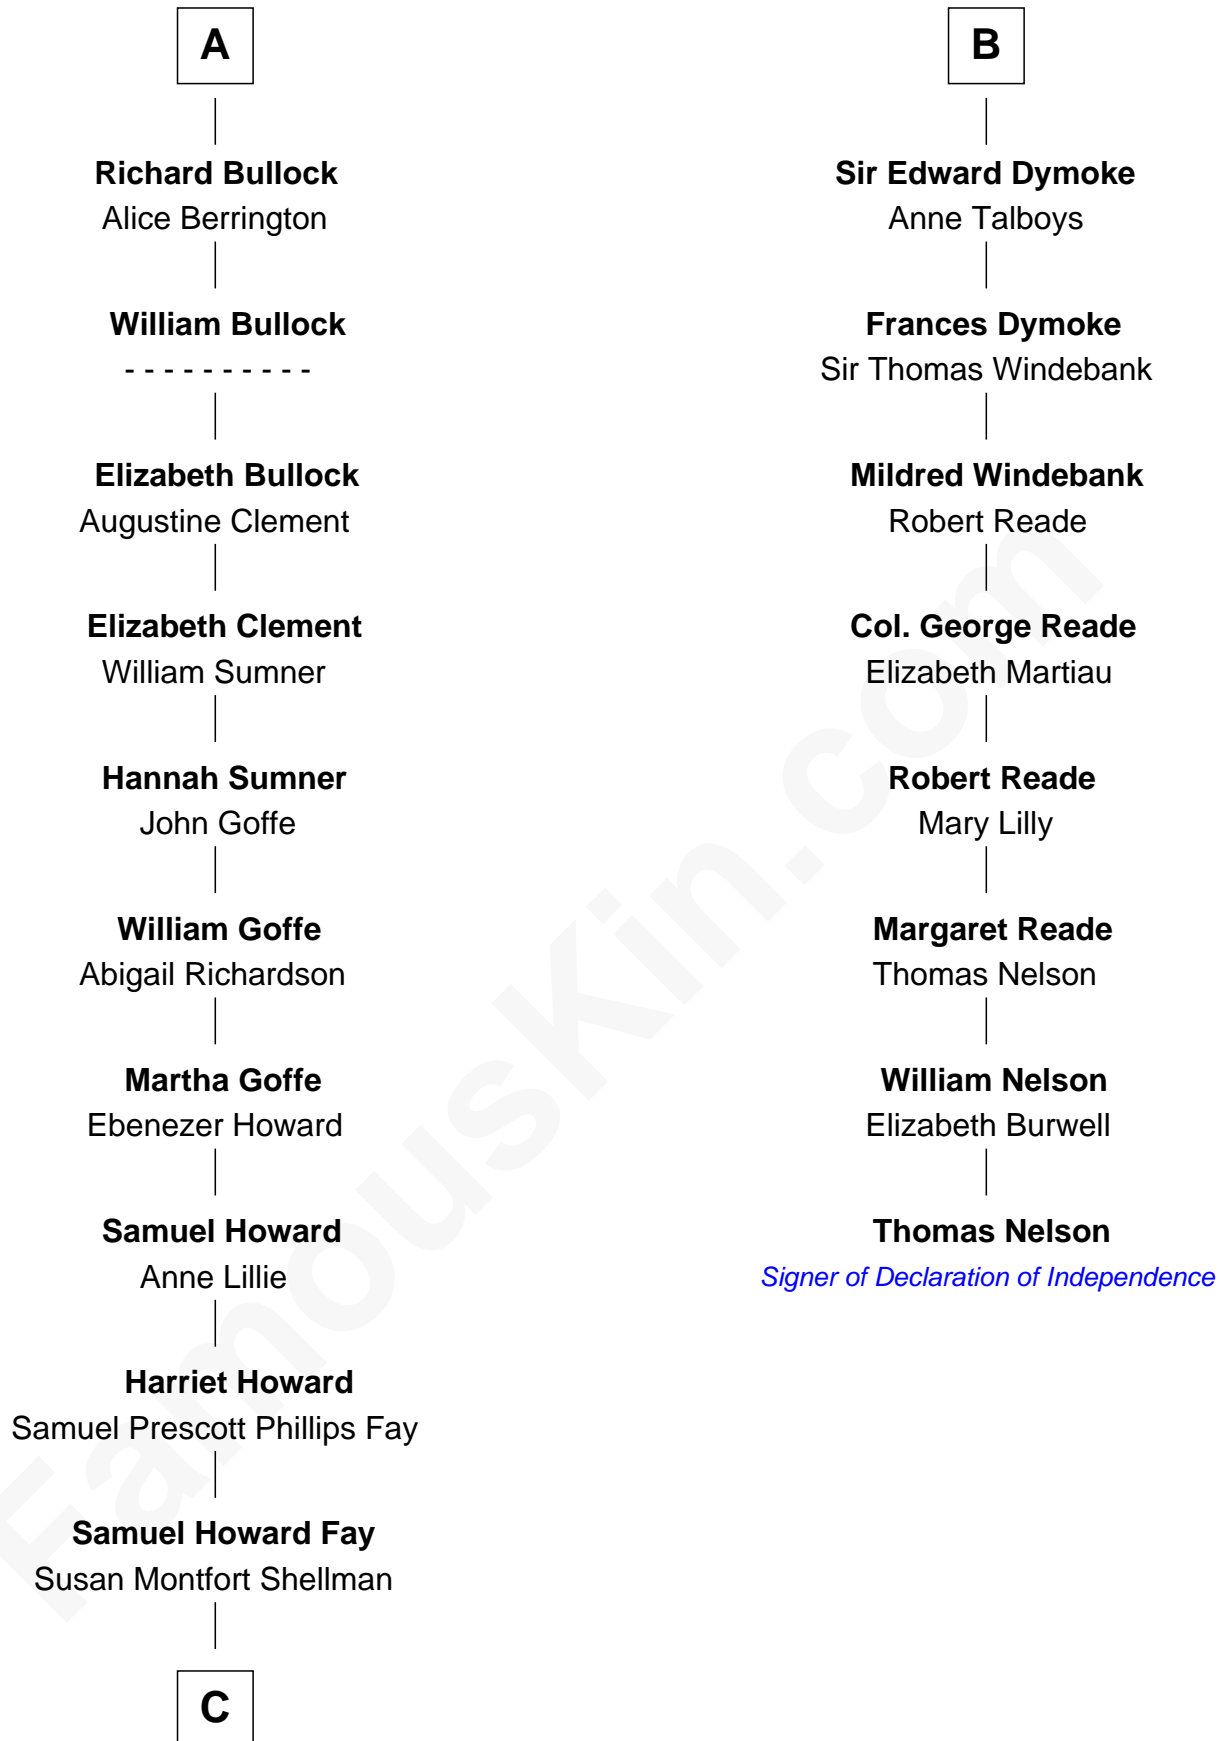 A
Richard Bullock
Alice Berrington
William Bullock
- - - - - - - - - -
Elizabeth Bullock
Augustine Clement
Elizabeth Clement
William Sumner
Hannah Sumner
John Goffe
William Goffe
Abigail Richardson
Martha Goffe
Ebenezer Howard
Samuel Howard
Anne Lillie
Harriet Howard
Samuel Prescott Phillips Fay
Samuel Howard Fay
Susan Montfort Shellman
C
B
Sir Edward Dymoke
Anne Talboys
Frances Dymoke
Sir Thomas Windebank
Mildred Windebank
Robert Reade
Col. George Reade
Elizabeth Martiau
Robert Reade
Mary Lilly
Margaret Reade
Thomas Nelson
William Nelson
Elizabeth Burwell
Thomas Nelson
Signer of Declaration of Independence
FamousKin.com